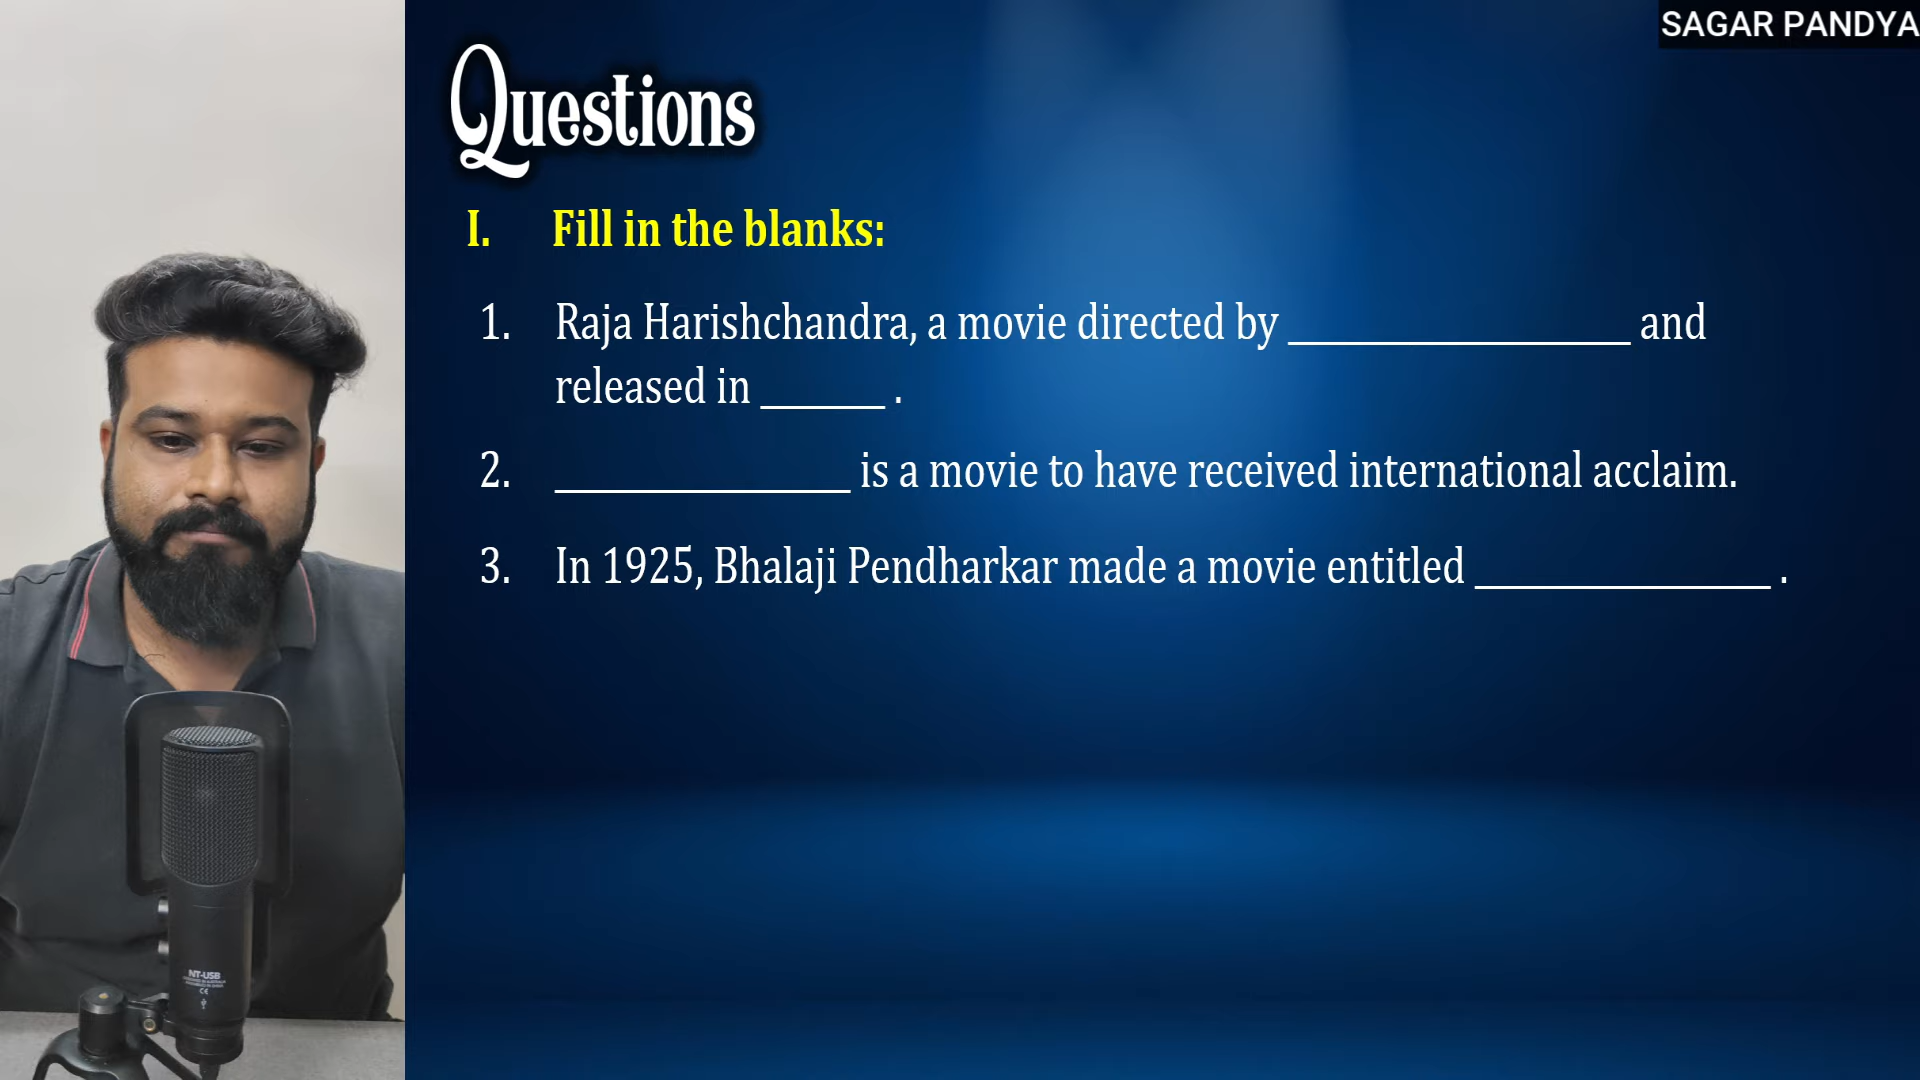 SAGAR PANDYA
Questions
I. Fill in the blanks:
1. Raja Harishchandra, a movie directed by ________________ and
released in ______ .
2. ______________ is a movie to have received international acclaim.
3. In 1925, Bhalaji Pendharkar made a movie entitled ______________ .
NT-USB